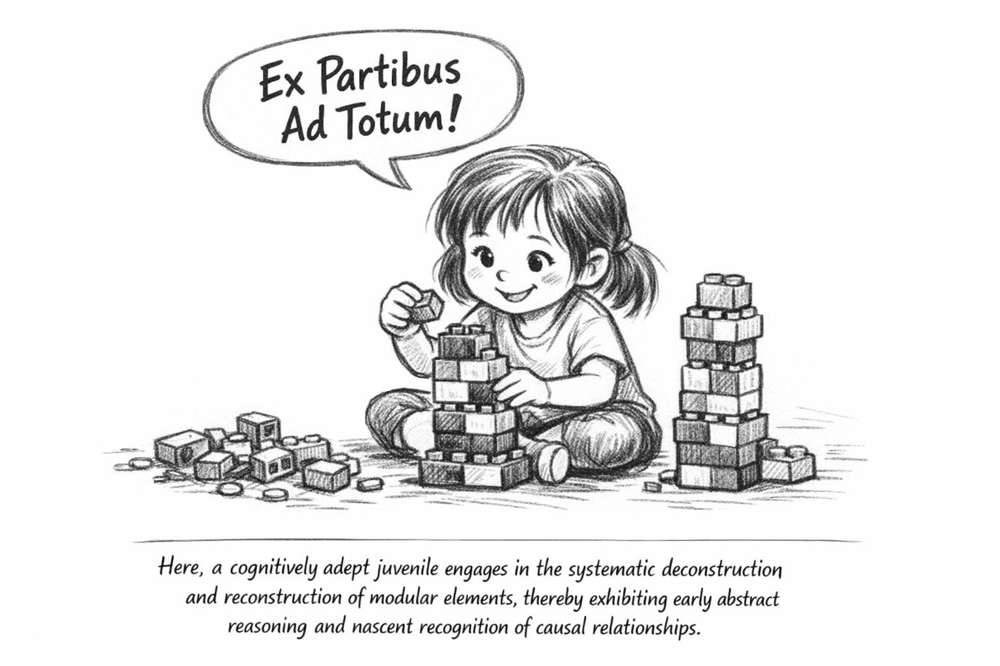 Ex Partibus
Ad Totum!
Here, a cognitively adept juvenile engages in the systematic deconstruction
and reconstruction of modular elements, thereby exhibiting early abstract
reasoning and nascent recognition of causal relationships.